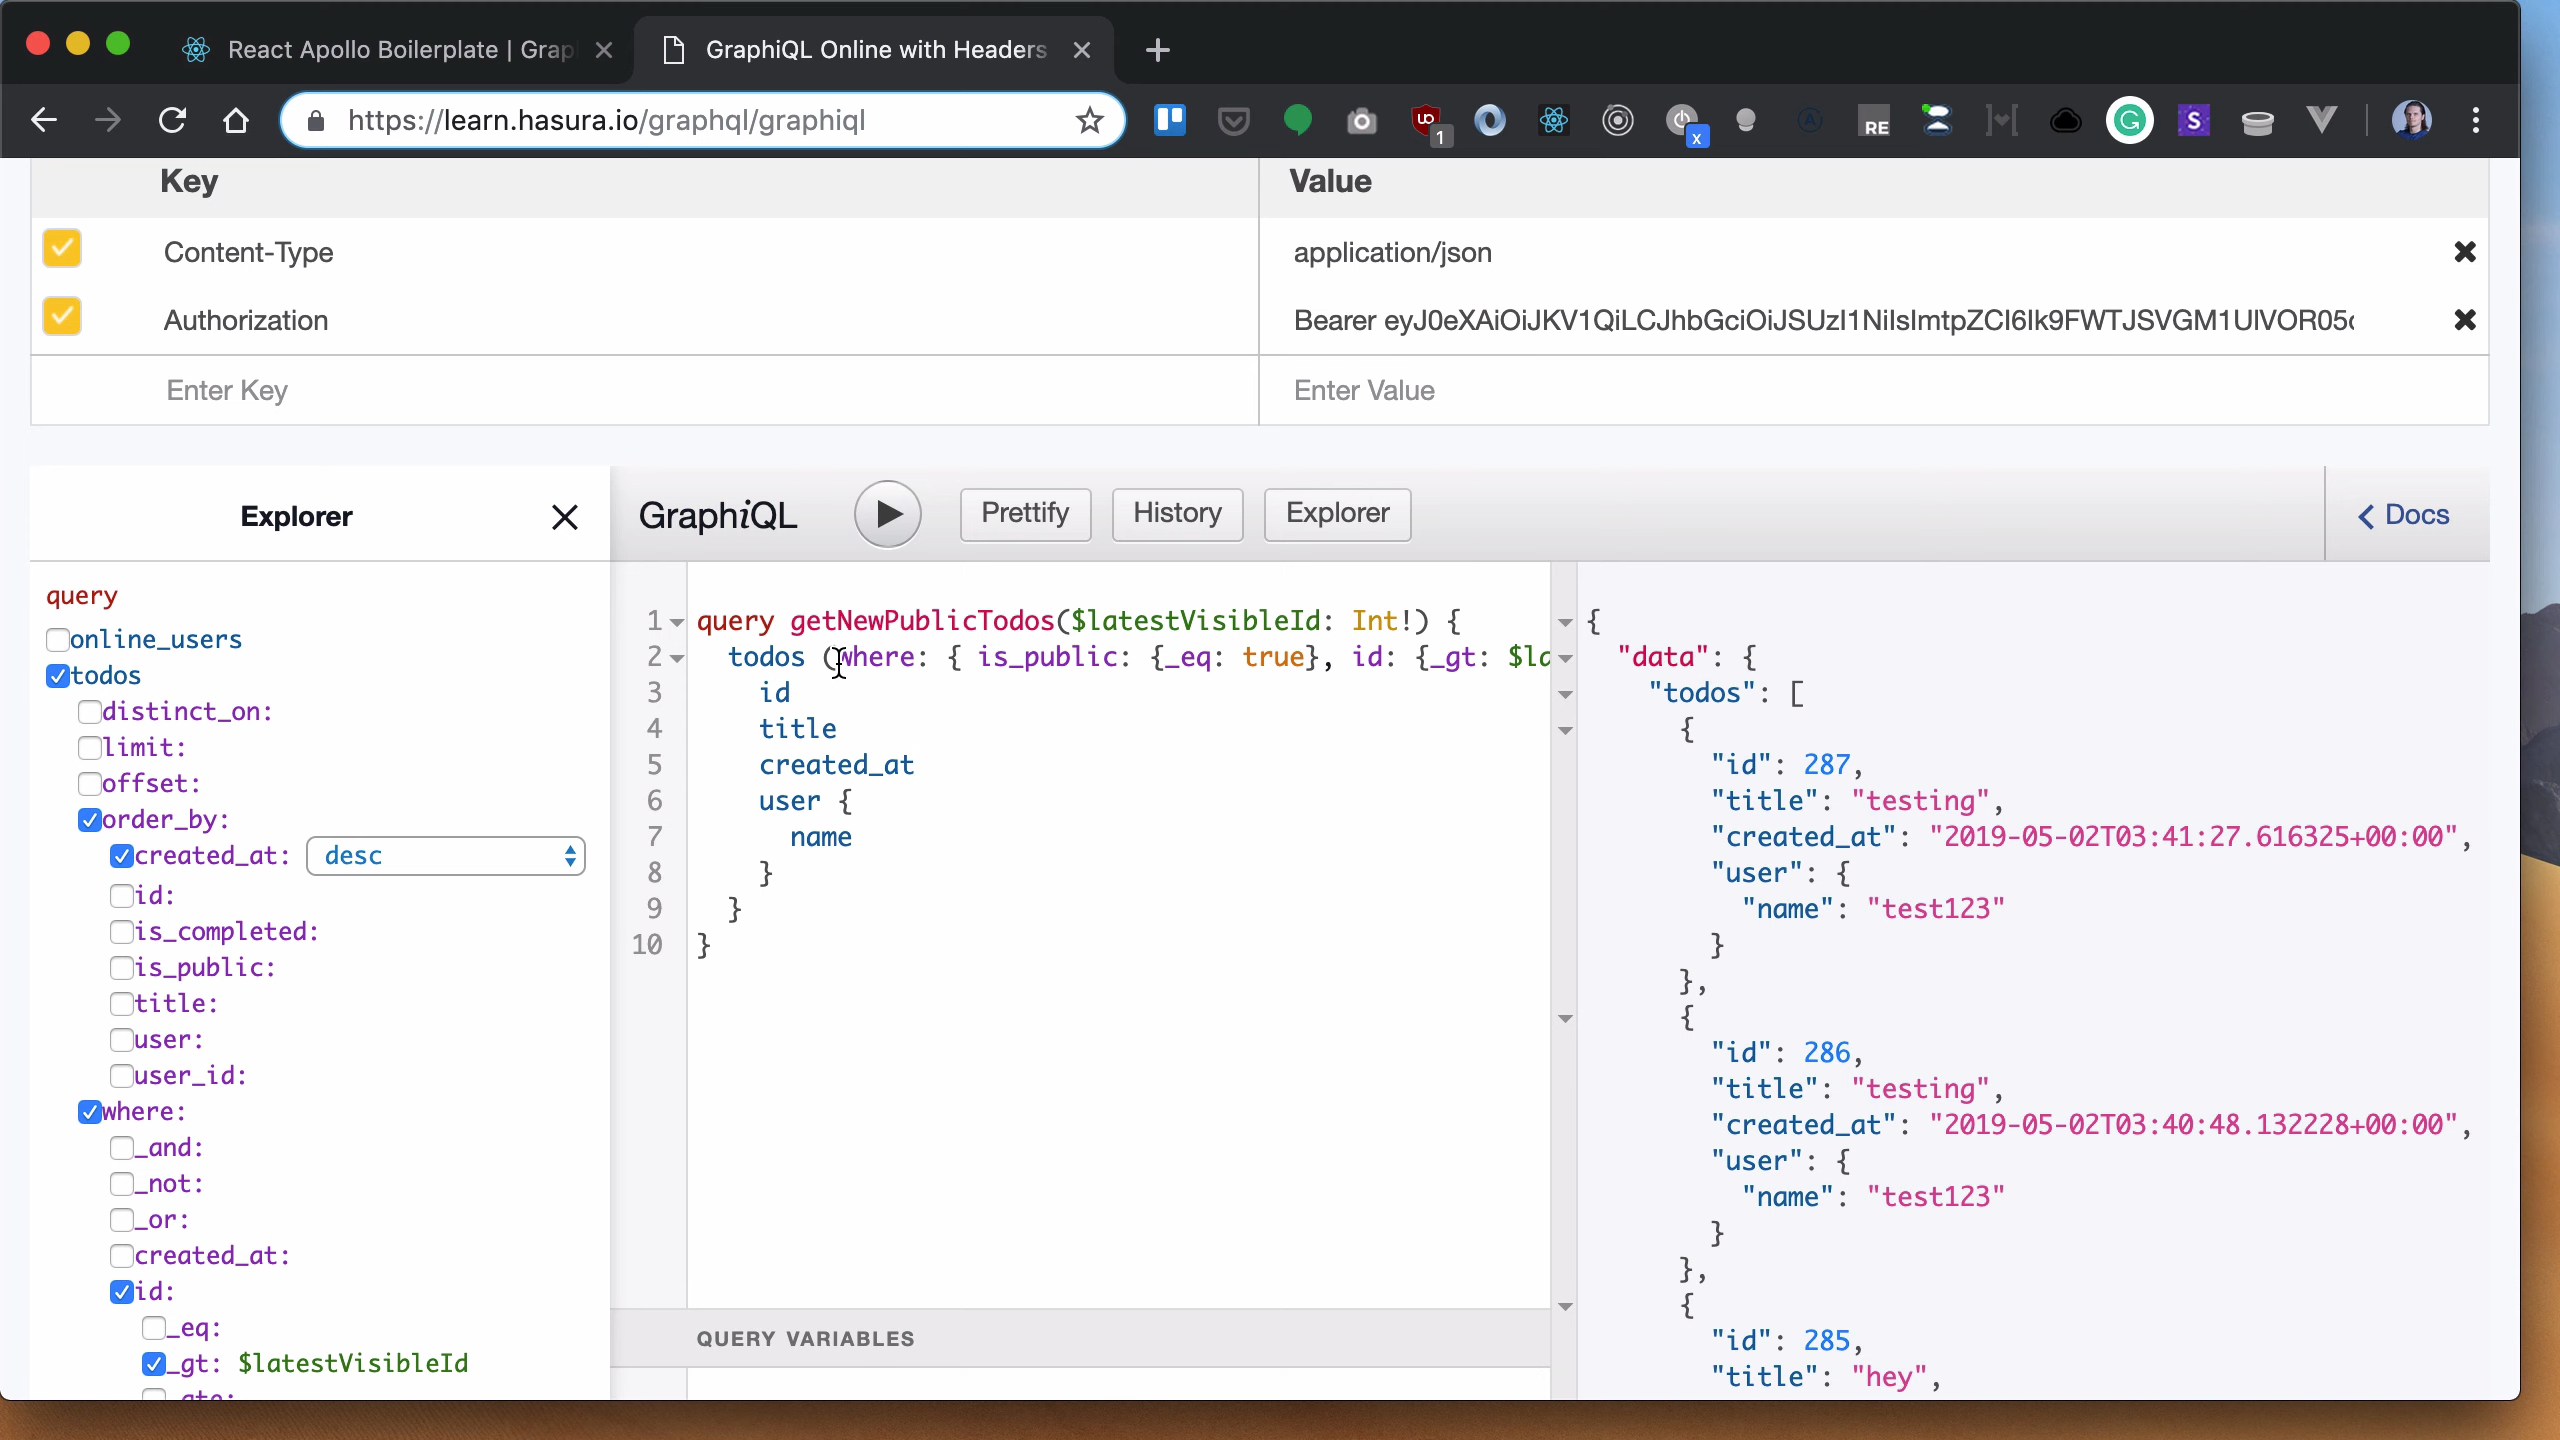 React Apollo Boilerplate | Grap
GraphiQL Online with Headers
https://learn.hasura.io/graphql/graphiql
1
x
RE
S
Key
Value
Content-Type
application/json
Authorization
Bearer
Enter Key
Enter Value
Explorer
GraphiQL
Prettify
History
Explorer
Docs
query
online_users
todos
distinct_on:
limit:
offset:
order_by:
created_at: desc
id:
is_completed:
is_public:
title:
user:
user_id:
where:
_and:
_not:
_or:
created_at:
id:
_eq:
_gt: $latestVisibleId
1 query getNewPublicTodos($latestVisibleId: Int!) {
2 todos (where: { is_public: {_eq: true}, id: {_gt: $la
3 id
4 title
5 created_at
6 user {
7 name
8 }
9 }
10 }
QUERY VARIABLES
{
"data": {
"todos": [
{
"id": 287,
"title": "testing",
"created_at": "2019-05-02T03:41:27.616325+00:00",
"user": {
"name": "test123"
}
},
{
"id": 286,
"title": "testing",
"created_at": "2019-05-02T03:40:48.132228+00:00",
"user": {
"name": "test123"
}
},
{
"id": 285,
"title": "hey",